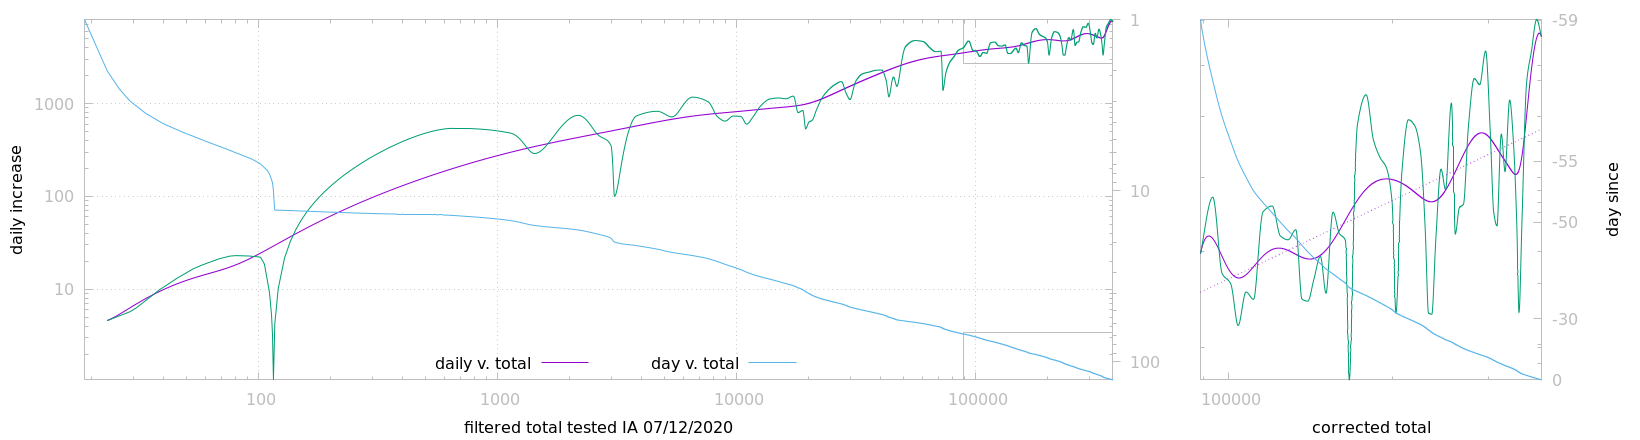 daily increase
1000
100
10
daily v. total
day v. total
1
10
100
100
1000
10000
100000
filtered total tested IA 07/12/2020
-59
-55
-50
-30
0
day since
100000
corrected total